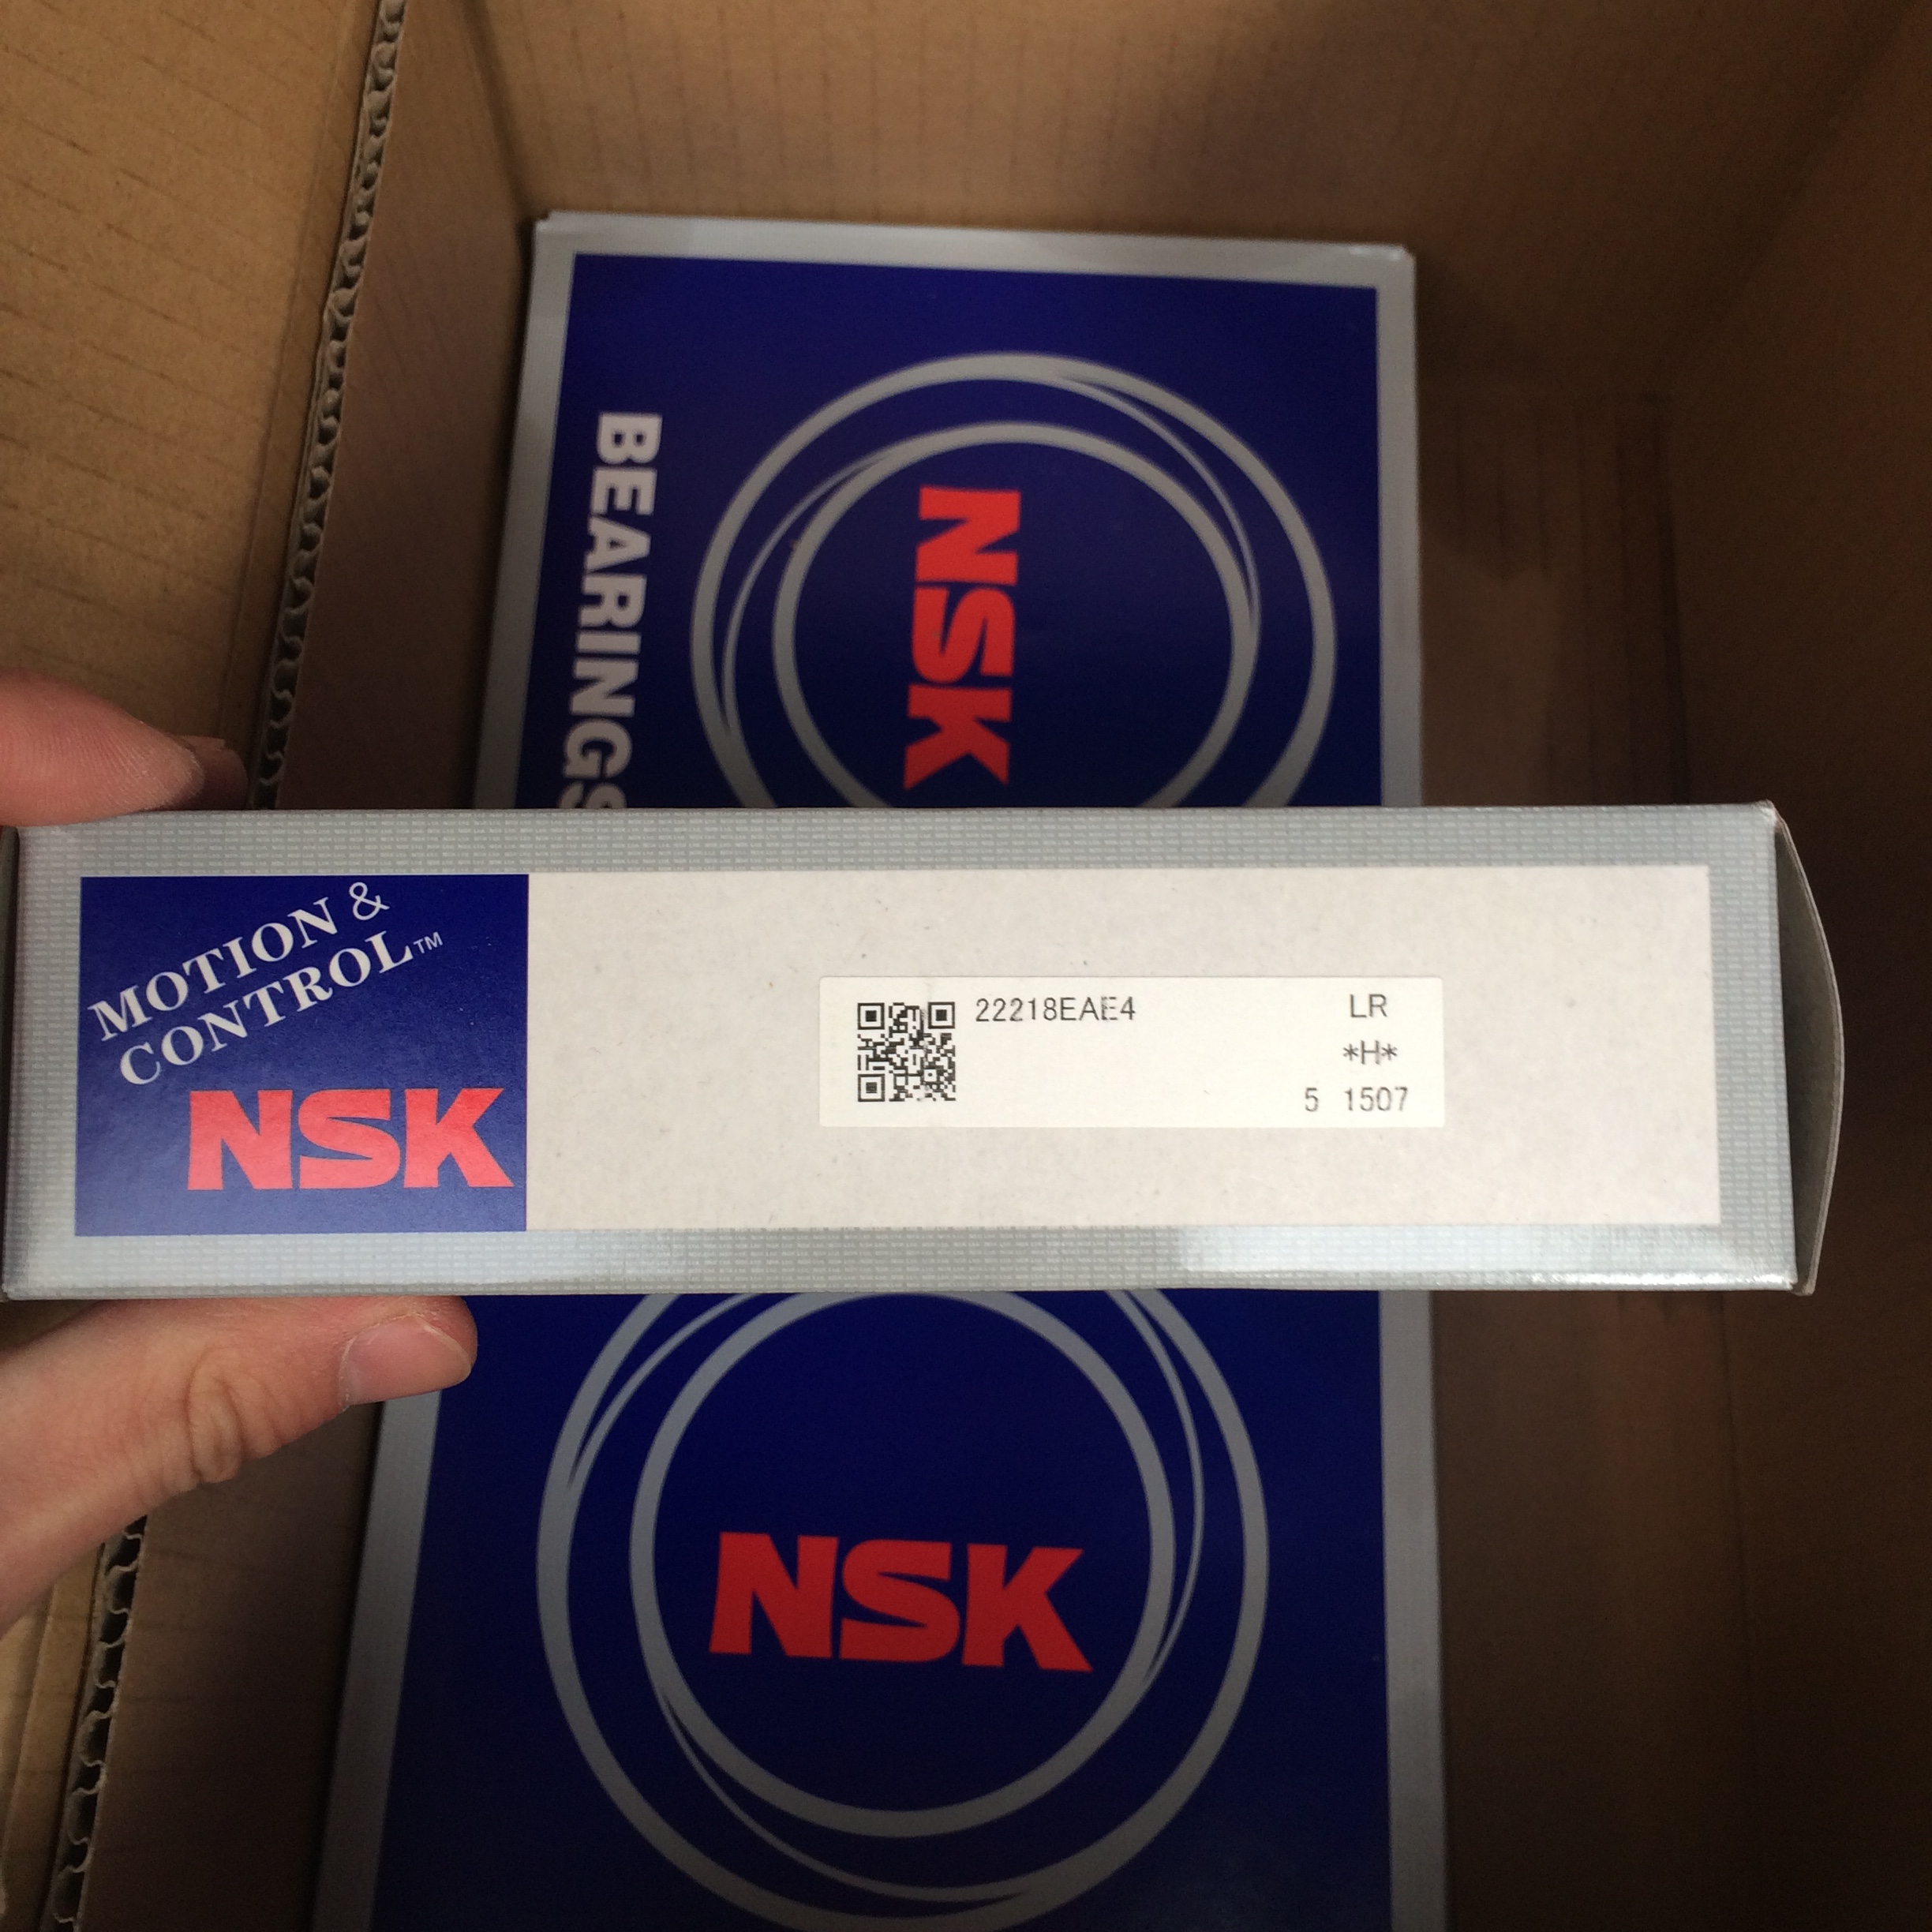 BEARINGS
NSK
MOTION &
CONTROL™
NSK
22218EAE4 LR
*H*
5 1507
NSK